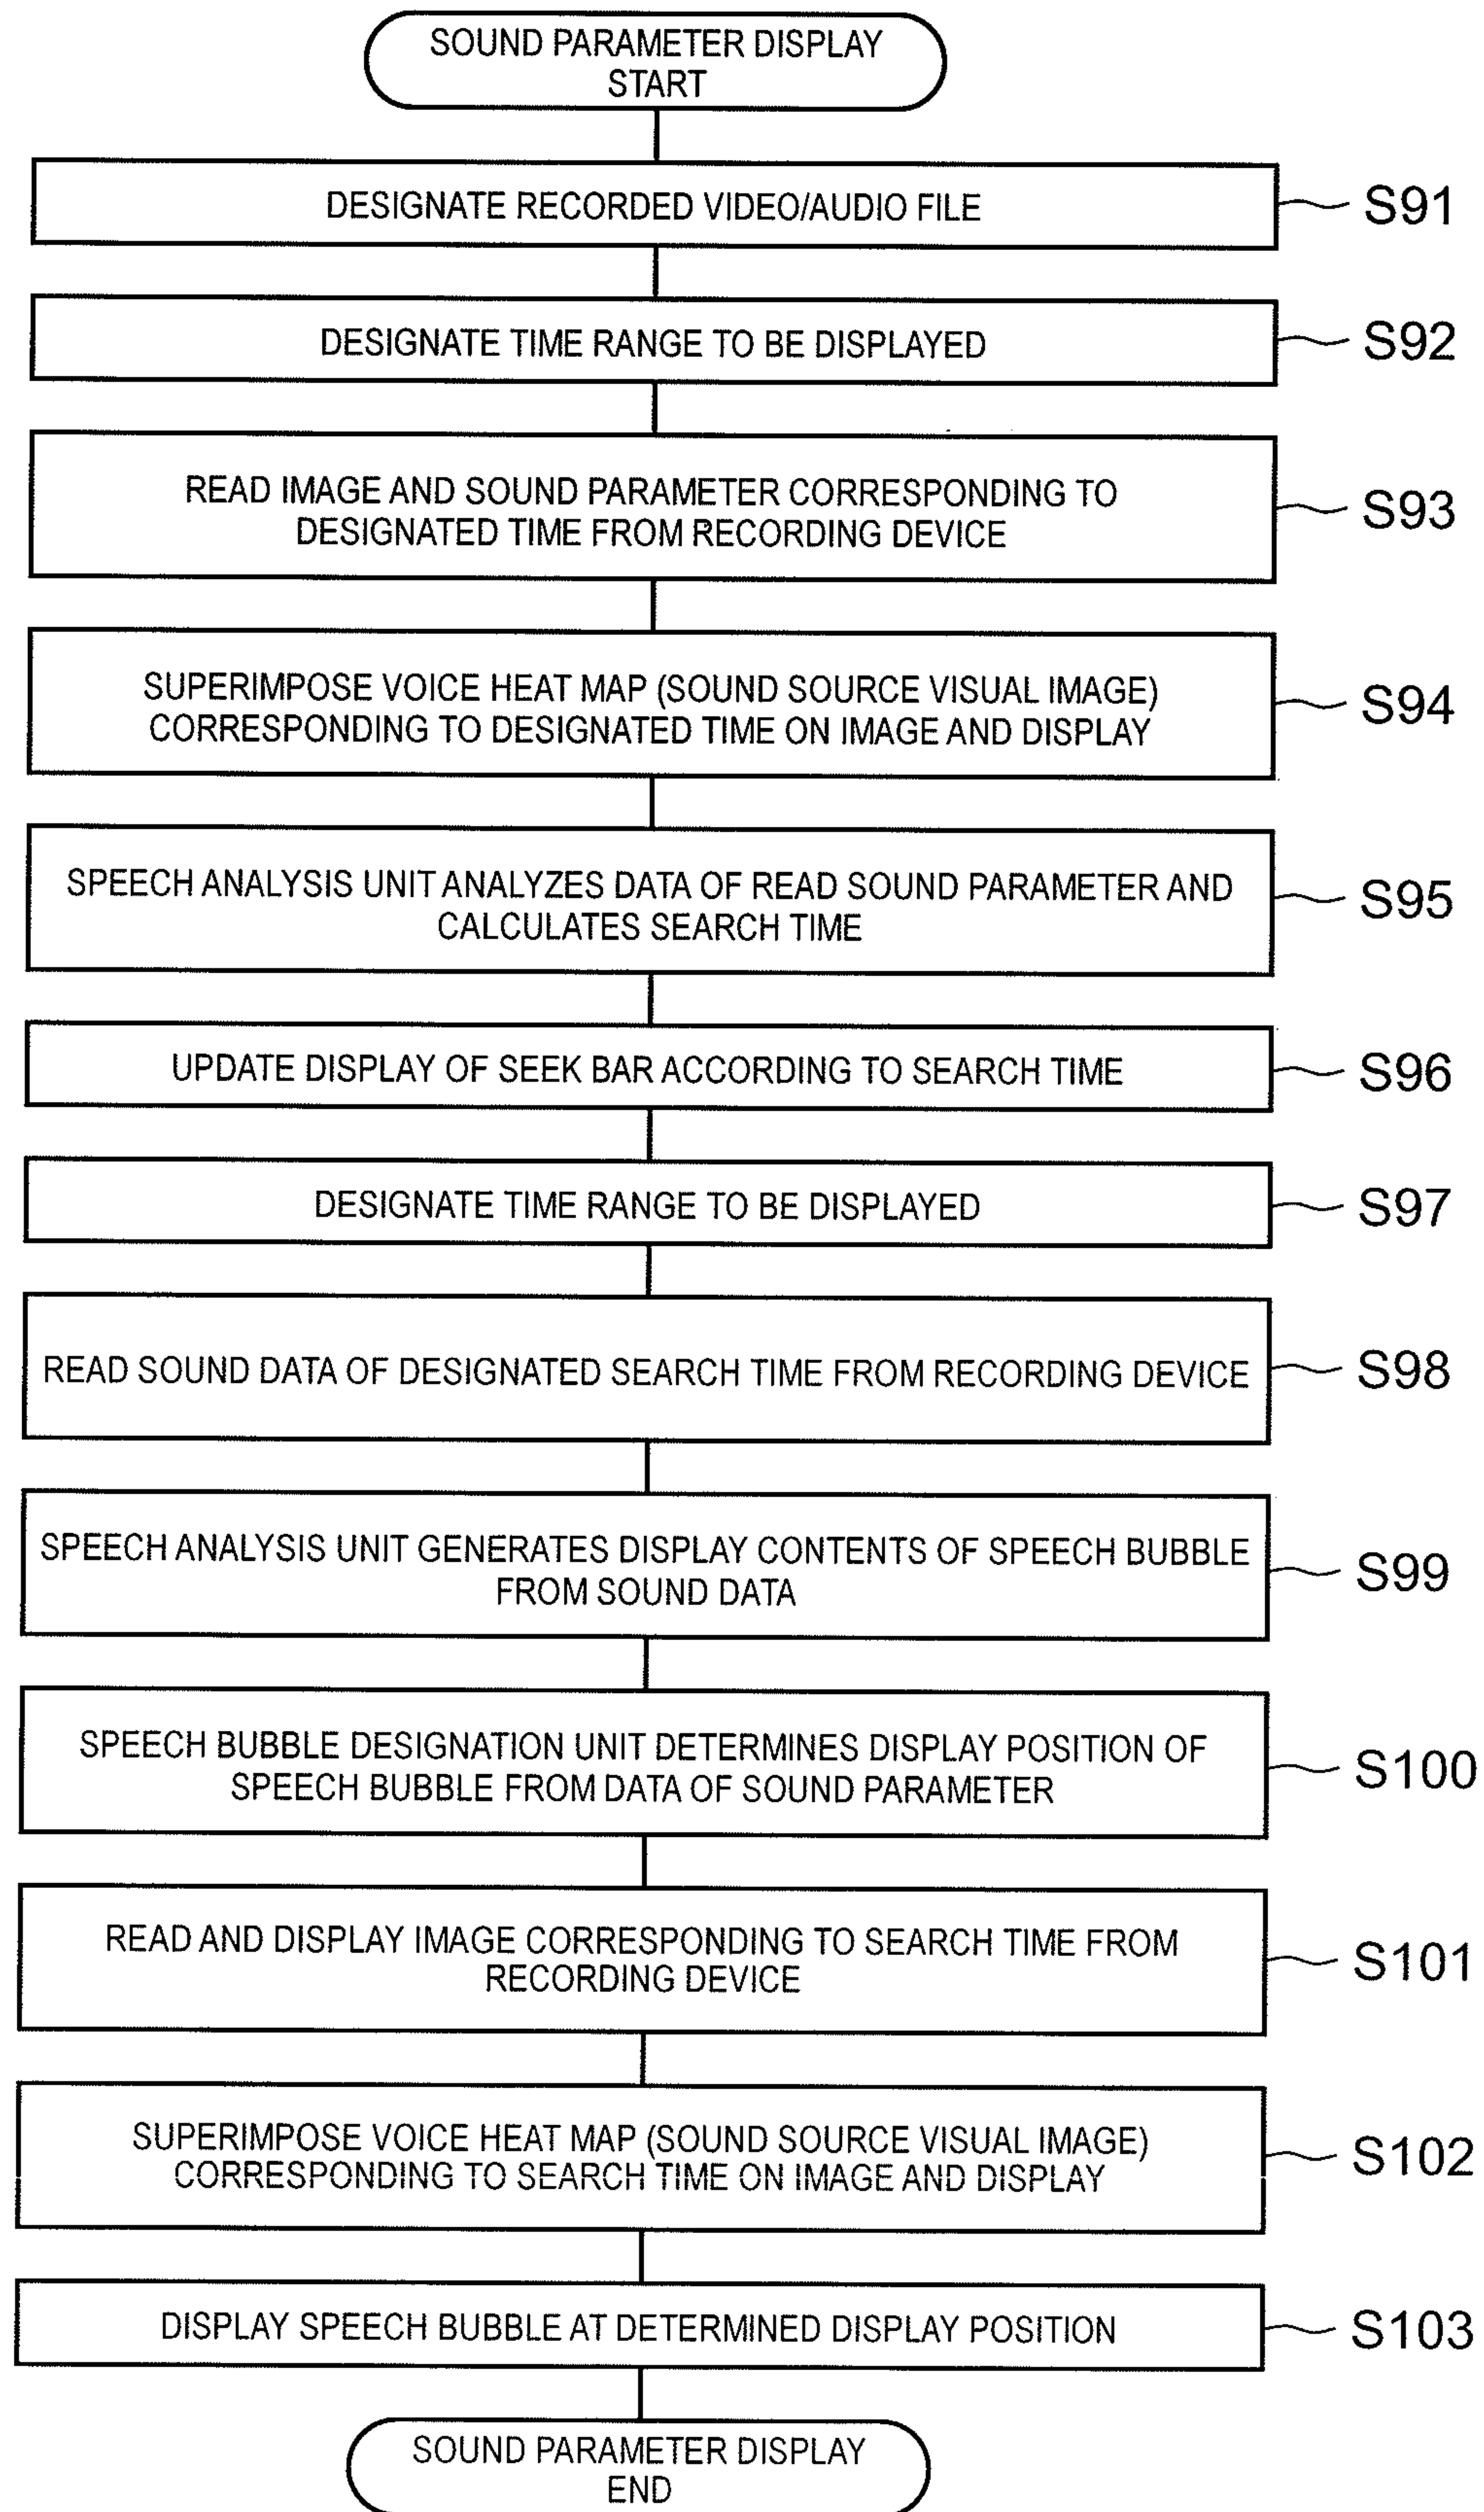 SOUND PARAMETER DISPLAY
START
DESIGNATE RECORDED VIDEO/AUDIO FILE
S91
DESIGNATE TIME RANGE TO BE DISPLAYED
S92
READ IMAGE AND SOUND PARAMETER CORRESPONDING TO
DESIGNATED TIME FROM RECORDING DEVICE
S93
SUPERIMPOSE VOICE HEAT MAP (SOUND SOURCE VISUAL IMAGE)
CORRESPONDING TO DESIGNATED TIME ON IMAGE AND DISPLAY
S94
SPEECH ANALYSIS UNIT ANALYZES DATA OF READ SOUND PARAMETER AND
CALCULATES SEARCH TIME
S95
UPDATE DISPLAY OF SEEK BAR ACCORDING TO SEARCH TIME
S96
DESIGNATE TIME RANGE TO BE DISPLAYED
S97
READ SOUND DATA OF DESIGNATED SEARCH TIME FROM RECORDING DEVICE
S98
SPEECH ANALYSIS UNIT GENERATES DISPLAY CONTENTS OF SPEECH BUBBLE
FROM SOUND DATA
S99
SPEECH BUBBLE DESIGNATION UNIT DETERMINES DISPLAY POSITION OF
SPEECH BUBBLE FROM DATA OF SOUND PARAMETER
S100
READ AND DISPLAY IMAGE CORRESPONDING TO SEARCH TIME FROM
RECORDING DEVICE
S101
SUPERIMPOSE VOICE HEAT MAP (SOUND SOURCE VISUAL IMAGE)
CORRESPONDING TO SEARCH TIME ON IMAGE AND DISPLAY
S102
DISPLAY SPEECH BUBBLE AT DETERMINED DISPLAY POSITION
S103
SOUND PARAMETER DISPLAY
END